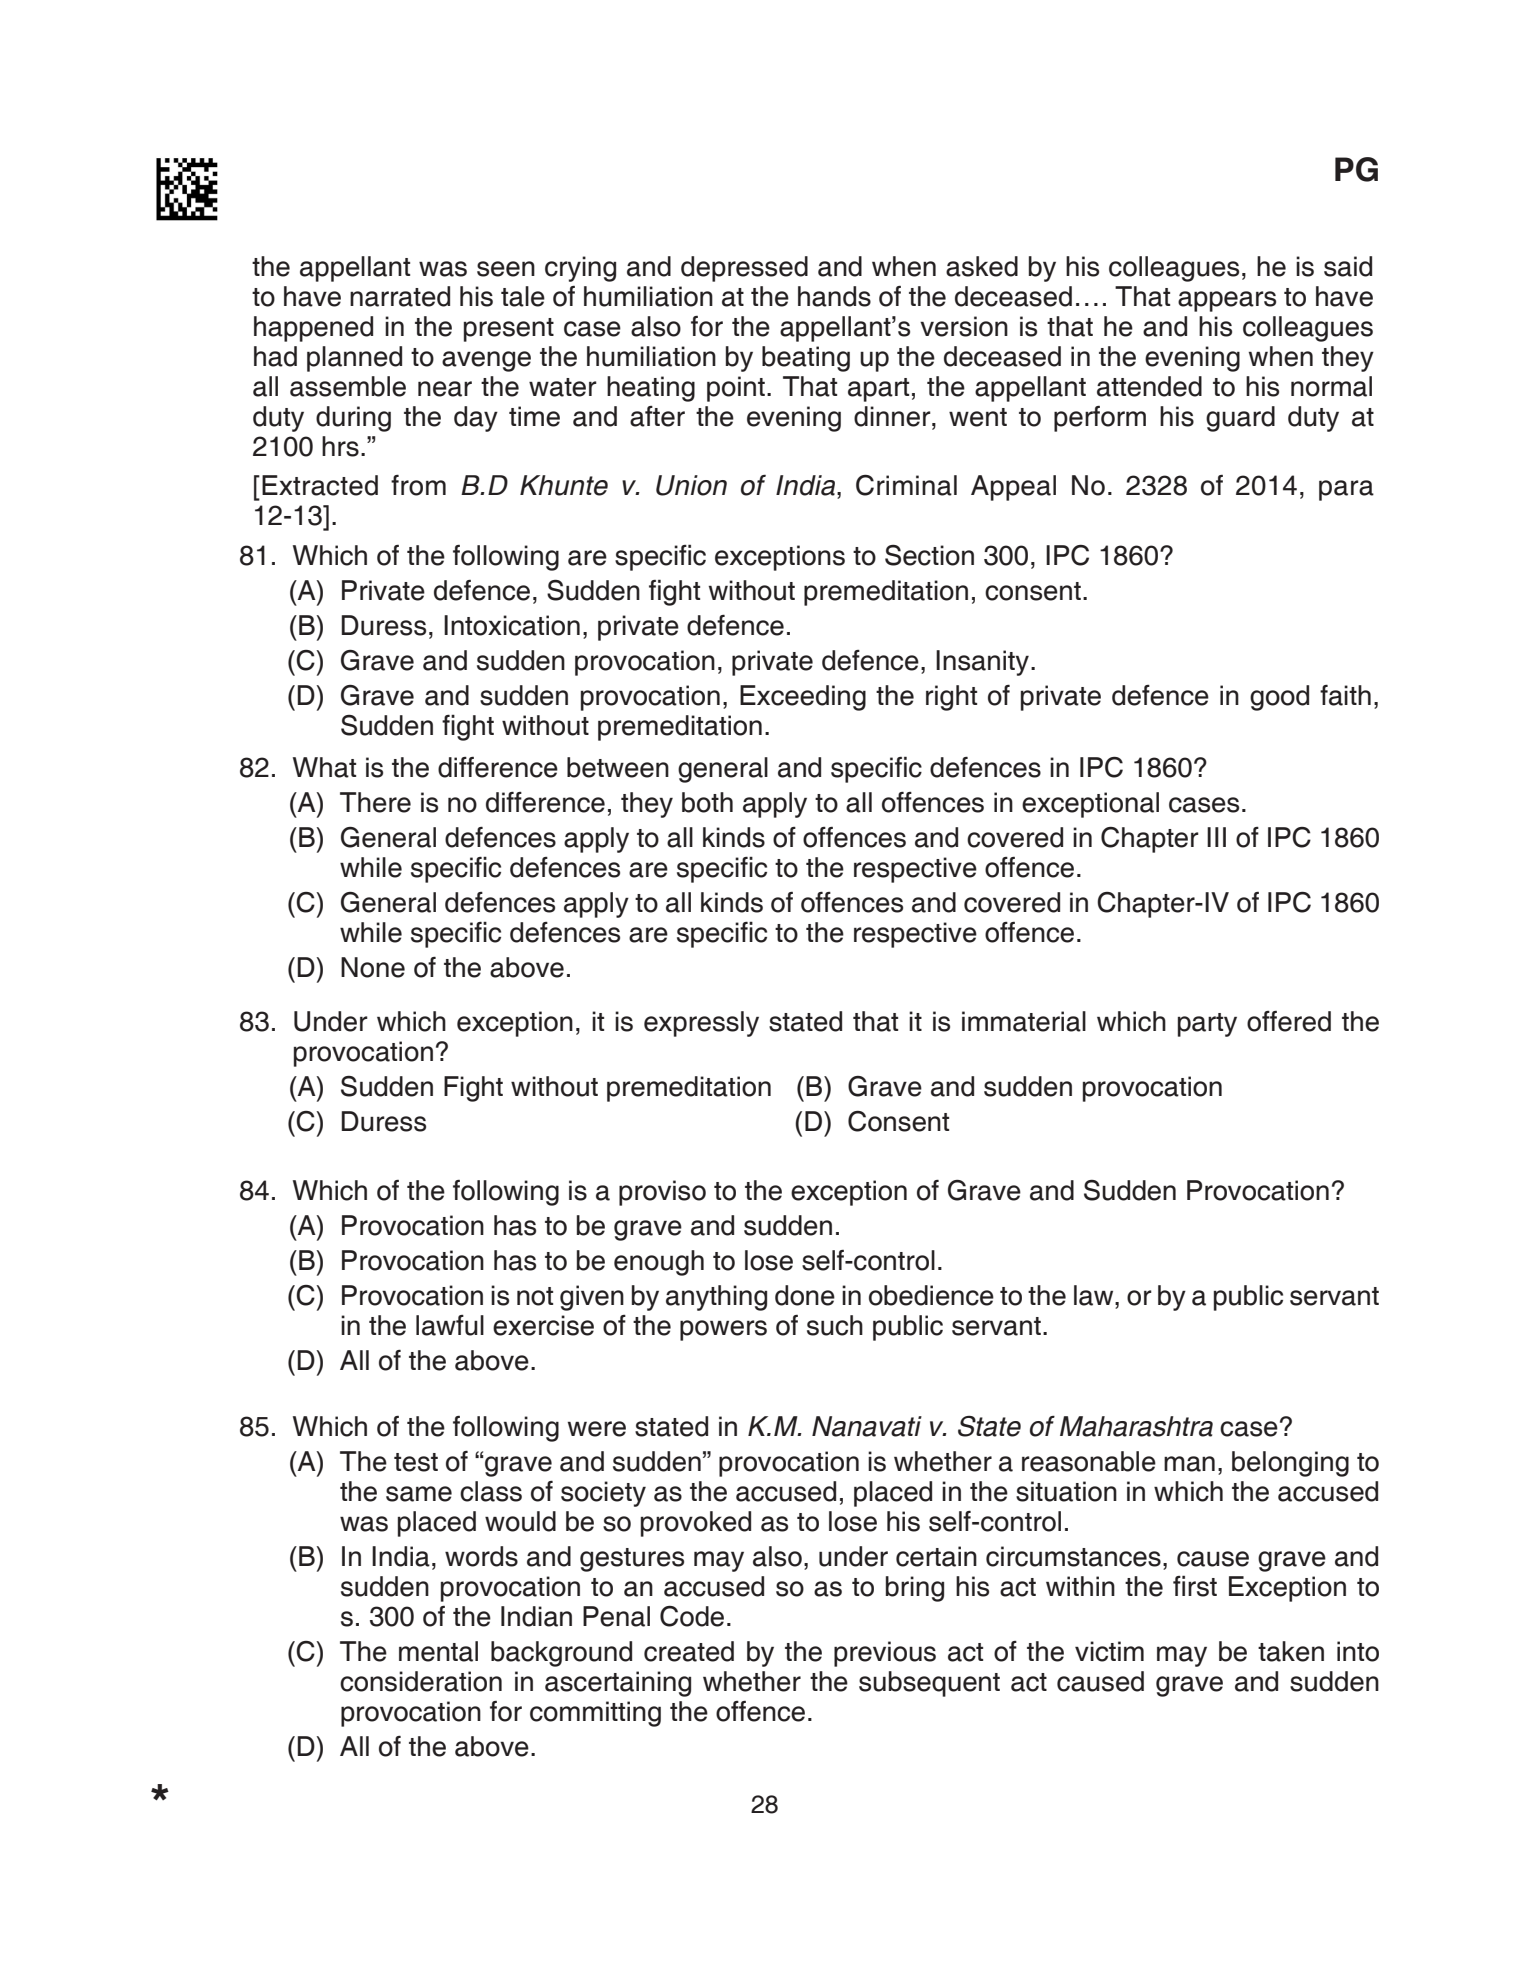 PG
the appellant was seen crying and depressed and when asked by his colleagues, he is said
to have narrated his tale of humiliation at the hands of the deceased…. That appears to have
happened in the present case also for the appellant’s version is that he and his colleagues
had planned to avenge the humiliation by beating up the deceased in the evening when they
all assemble near the water heating point. That apart, the appellant attended to his normal
duty during the day time and after the evening dinner, went to perform his guard duty at
2100 hrs.”
[Extracted from B.D Khunte v. Union of India, Criminal Appeal No. 2328 of 2014, para
12-13].
81. Which of the following are specific exceptions to Section 300, IPC 1860?
(A) Private defence, Sudden fight without premeditation, consent.
(B) Duress, Intoxication, private defence.
(C) Grave and sudden provocation, private defence, Insanity.
(D) Grave and sudden provocation, Exceeding the right of private defence in good faith,
Sudden fight without premeditation.
82. What is the difference between general and specific defences in IPC 1860?
(A) There is no difference, they both apply to all offences in exceptional cases.
(B) General defences apply to all kinds of offences and covered in Chapter III of IPC 1860
while specific defences are specific to the respective offence.
(C) General defences apply to all kinds of offences and covered in Chapter-IV of IPC 1860
while specific defences are specific to the respective offence.
(D) None of the above.
83. Under which exception, it is expressly stated that it is immaterial which party offered the
provocation?
(A) Sudden Fight without premeditation (B) Grave and sudden provocation
(C) Duress (D) Consent
84. Which of the following is a proviso to the exception of Grave and Sudden Provocation?
(A) Provocation has to be grave and sudden.
(B) Provocation has to be enough to lose self-control.
(C) Provocation is not given by anything done in obedience to the law, or by a public servant
in the lawful exercise of the powers of such public servant.
(D) All of the above.
85. Which of the following were stated in K.M. Nanavati v. State of Maharashtra case?
(A) The test of “grave and sudden” provocation is whether a reasonable man, belonging to
the same class of society as the accused, placed in the situation in which the accused
was placed would be so provoked as to lose his self-control.
(B) In India, words and gestures may also, under certain circumstances, cause grave and
sudden provocation to an accused so as to bring his act within the first Exception to
s. 300 of the Indian Penal Code.
(C) The mental background created by the previous act of the victim may be taken into
consideration in ascertaining whether the subsequent act caused grave and sudden
provocation for committing the offence.
(D) All of the above.
* 28